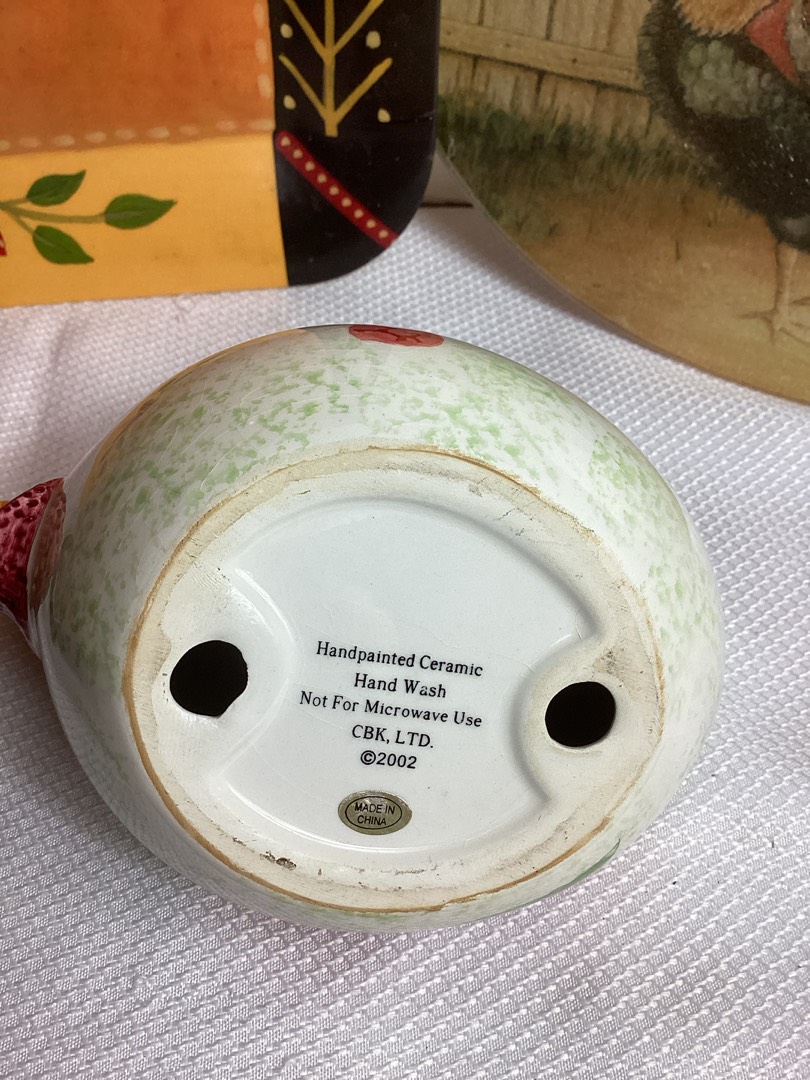 Handpainted Ceramic
Hand Wash
Not For Microwave Use
CBK, LTD.
©2002
MADE IN
CHINA